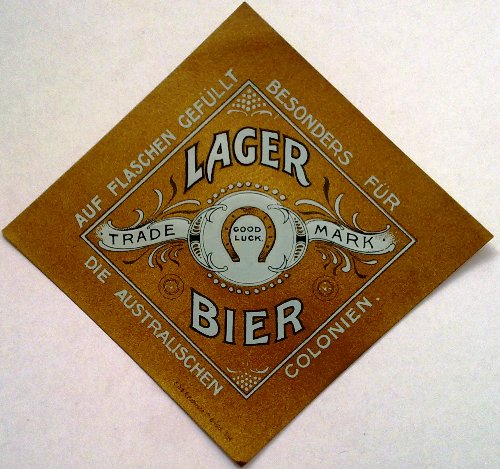 AUF FLASCHEN GEFÜLLT
BESONDERS FÜR
LAGER
TRADE MARK
GOOD
LUCK.
BIER
DIE AUSTRALISCHEN
COLONIEN.